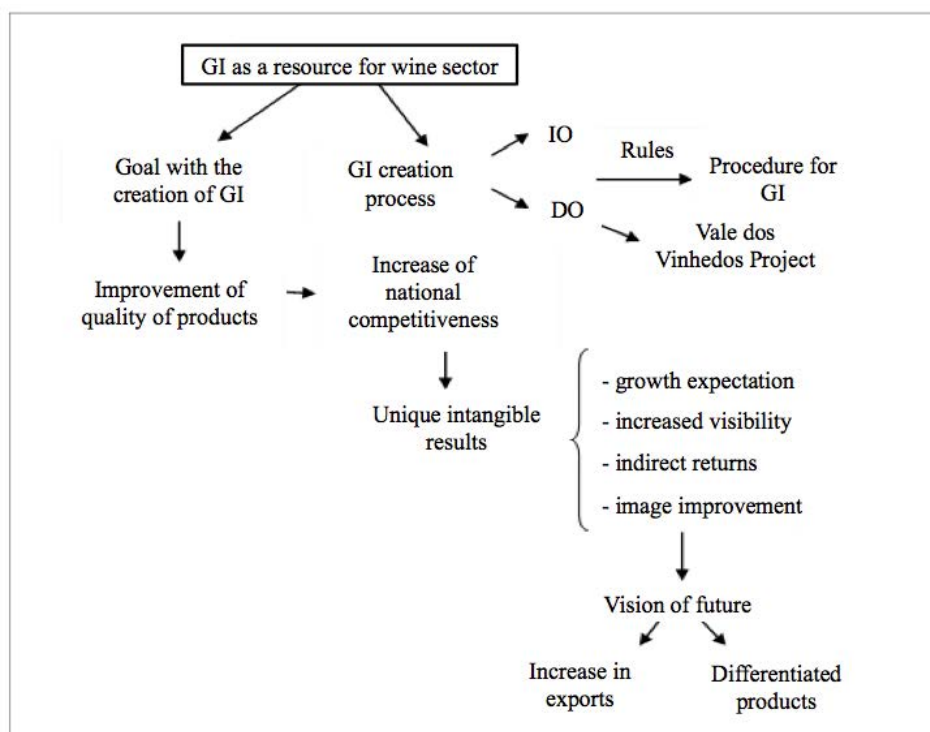 GI as a resource for wine sector
IO
Rules
Goal with the
creation of GI
GI creation
process
Procedure for
GI
DO
Vale dos
Vinhedos Project
Improvement of
quality of products
Increase of
national
competitiveness
Unique intangible
results
- growth expectation
- increased visibility
- indirect returns
- image improvement
Vision of future
Increase in
exports
Differentiated
products